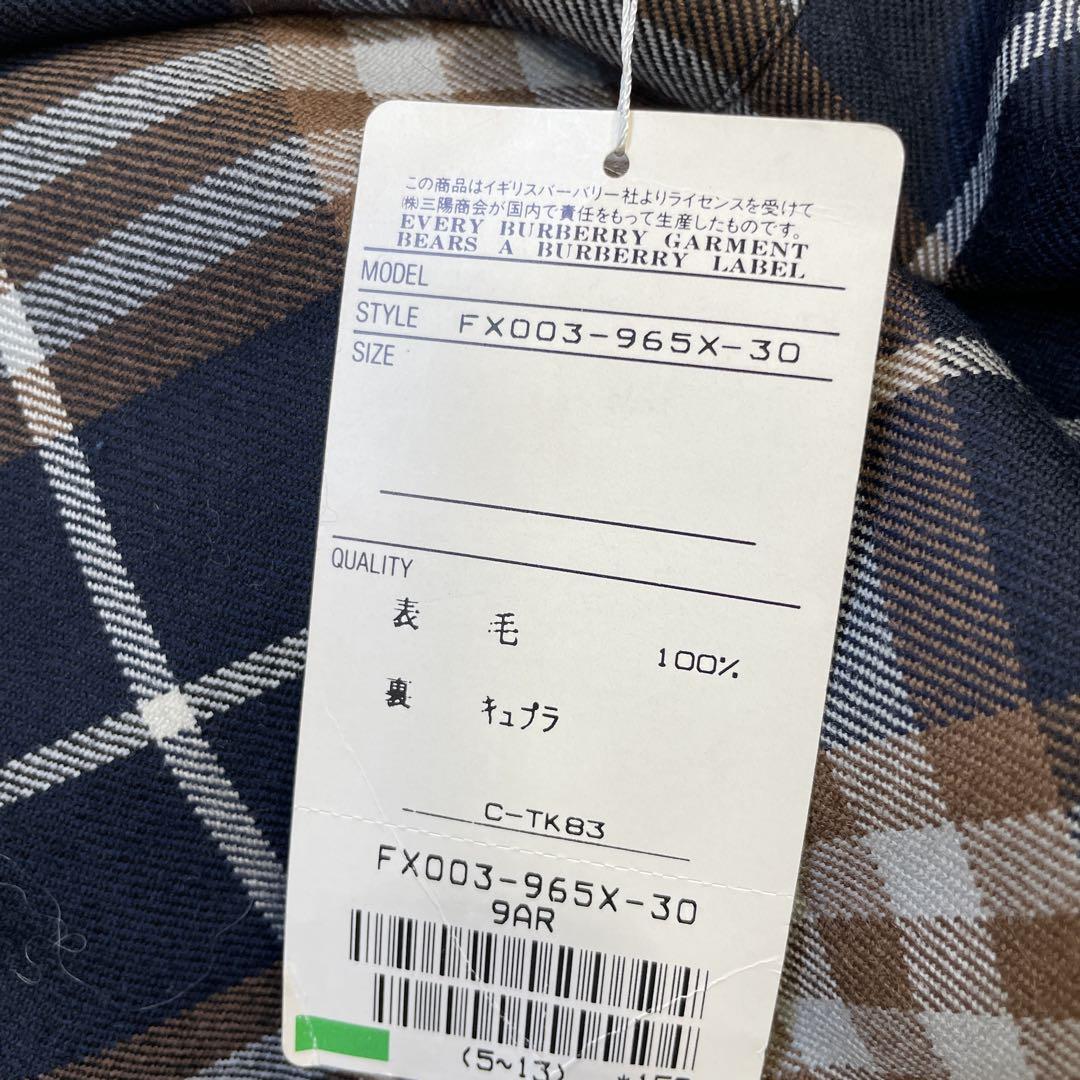 この商品はイギリスバーバリー社よりライセンスを受けて
㈱三陽商会が国内で責任をもって生産したものです。
EVERY BURBERRY GARMENT
BEARS A BURBERRY LABEL
MODEL
STYLE FX003-965X-30
SIZE
QUALITY
表 毛 100%
裏 キュプラ
C-TK83
FX003-965X-30
9AR
(5~13)